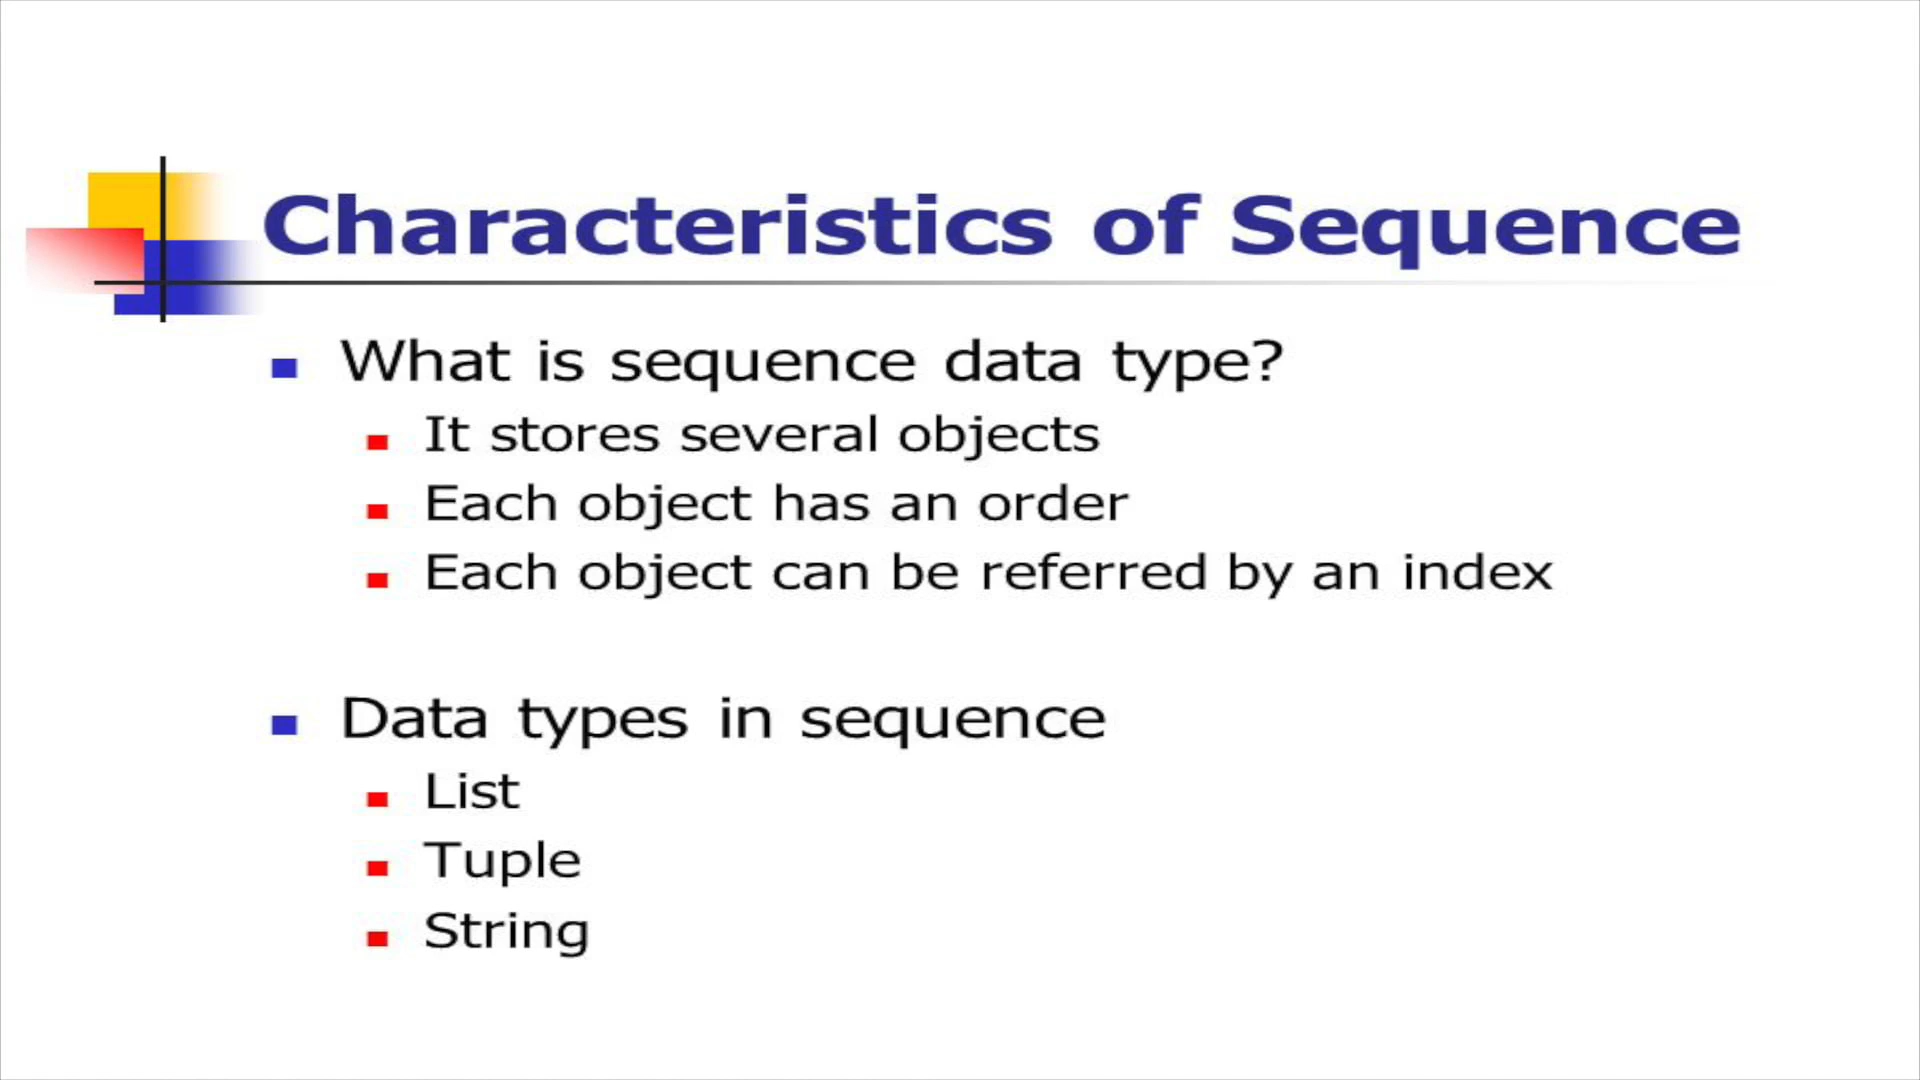 Characteristics of Sequence
What is sequence data type?
It stores several objects
Each object has an order
Each object can be referred by an index
Data types in sequence
List
Tuple
String